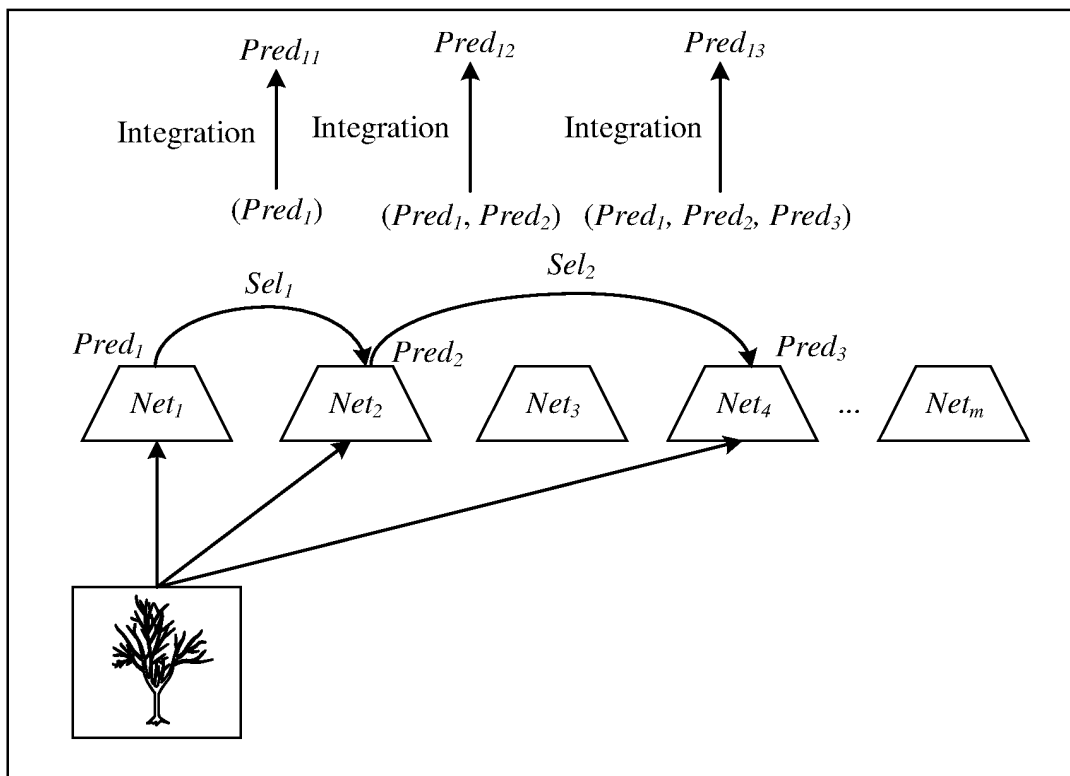 Pred₁₁ Pred₁₂ Pred₁₃
Integration Integration Integration
(Pred₁) (Pred₁, Pred₂) (Pred₁, Pred₂, Pred₃)
Sel₁ Sel₂
Pred₁ Pred₂ Pred₃
Net₁ Net₂ Net₃ Net₄ ... Netₘ